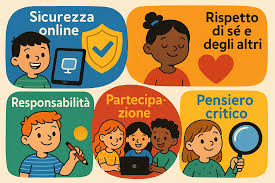 Sicurezza
online
Rispetto
di sé e
degli altri
Responsabilità
Partecipa-
zione
Pensiero
critico